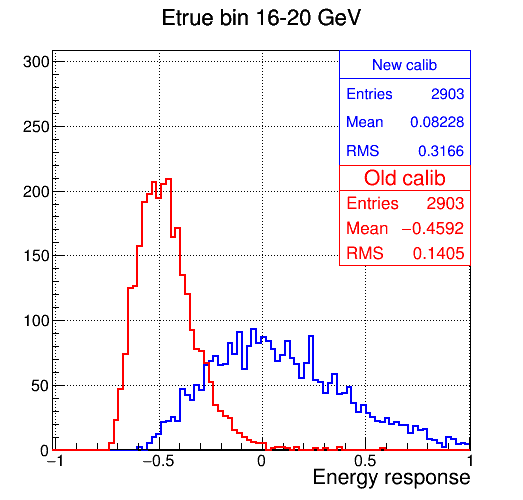 Etrue bin 16-20 GeV
300
250
200
150
100
50
0
New calib
Entries 2903
Mean 0.08228
RMS 0.3166
Old calib
Entries 2903
Mean −0.4592
RMS 0.1405
−1 −0.5 0 0.5 1
Energy response